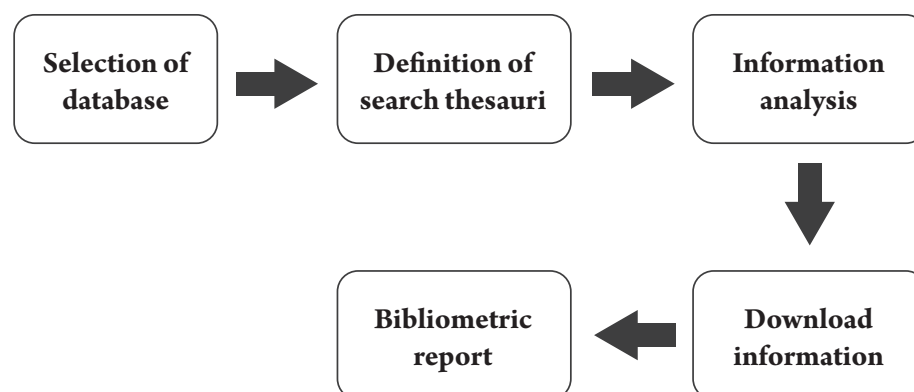 Selection of
database
Definition of
search thesauri
Information
analysis
Download
information
Bibliometric
report